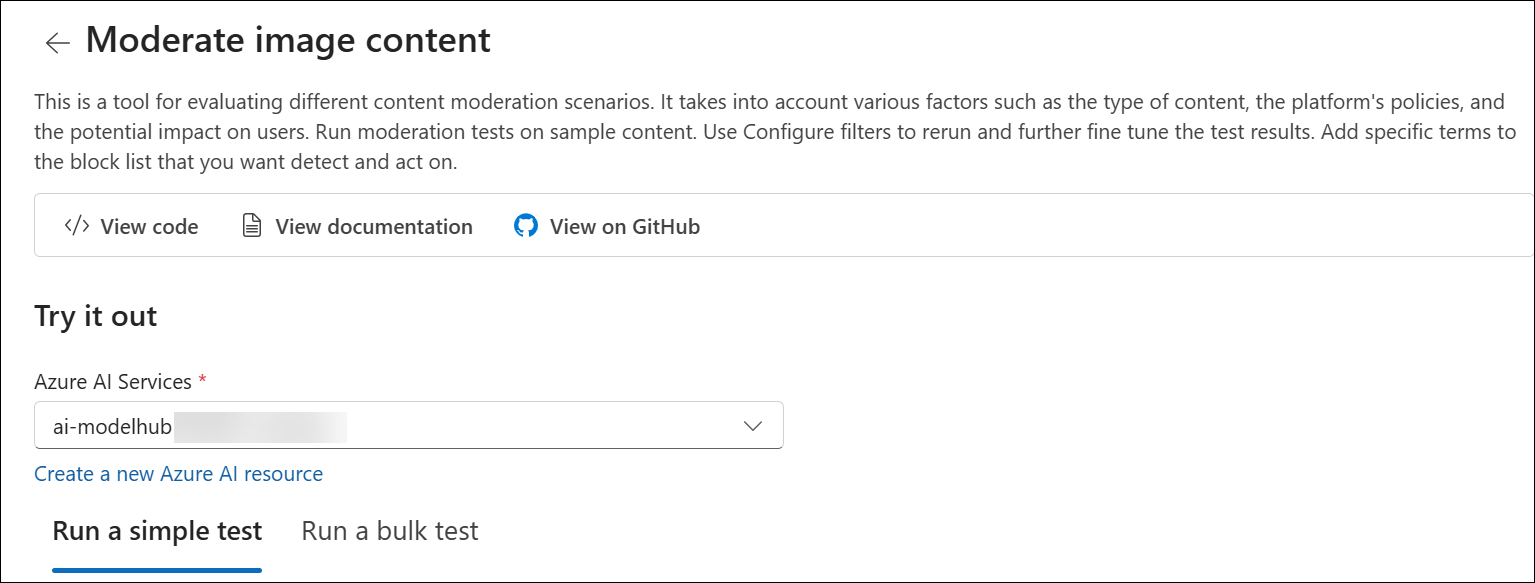 Moderate image content
This is a tool for evaluating different content moderation scenarios. It takes into account various factors such as the type of content, the platform's policies, and
the potential impact on users. Run moderation tests on sample content. Use Configure filters to rerun and further fine tune the test results. Add specific terms to
the block list that you want detect and act on.
</> View code View documentation View on GitHub
Try it out
Azure AI Services *
ai-modelhub
Create a new Azure AI resource
Run a simple test Run a bulk test